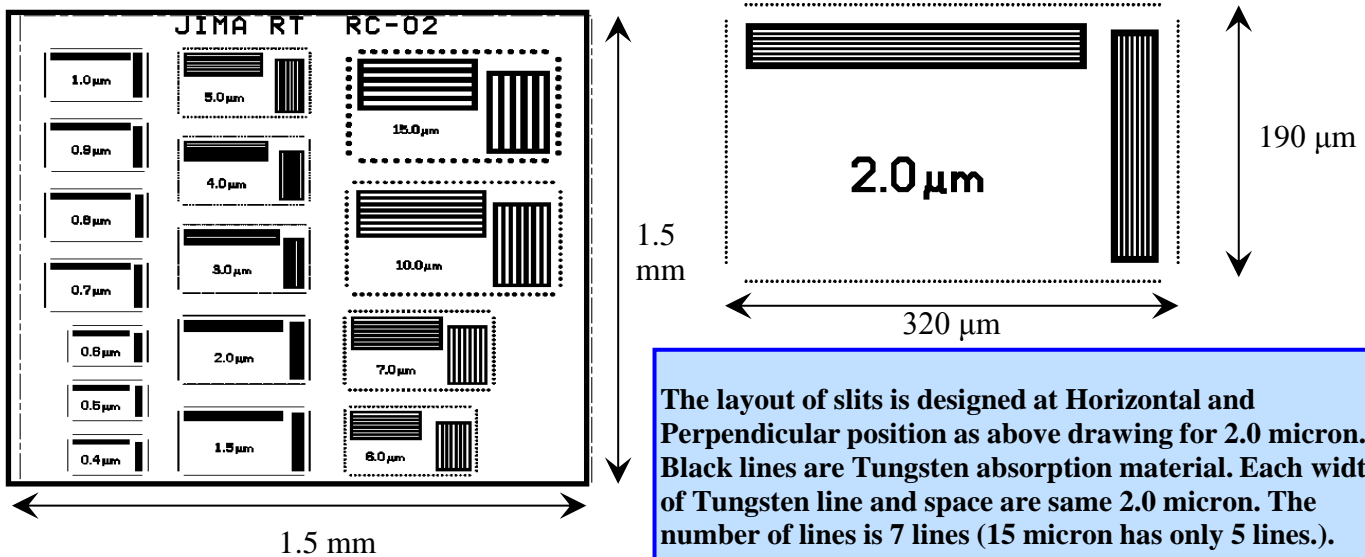 JIMA RT RC-02
1.0μm
0.9μm
0.8μm
0.7μm
0.6μm
0.5μm
0.4μm
5.0μm
4.0μm
3.0μm
2.0μm
1.5μm
15.0μm
10.0μm
7.0μm
6.0μm
1.5
mm
1.5 mm
2.0μm
190 μm
320 μm
The layout of slits is designed at Horizontal and
Perpendicular position as above drawing for 2.0 micron.
Black lines are Tungsten absorption material. Each widt
of Tungsten line and space are same 2.0 micron. The
number of lines is 7 lines (15 micron has only 5 lines.).